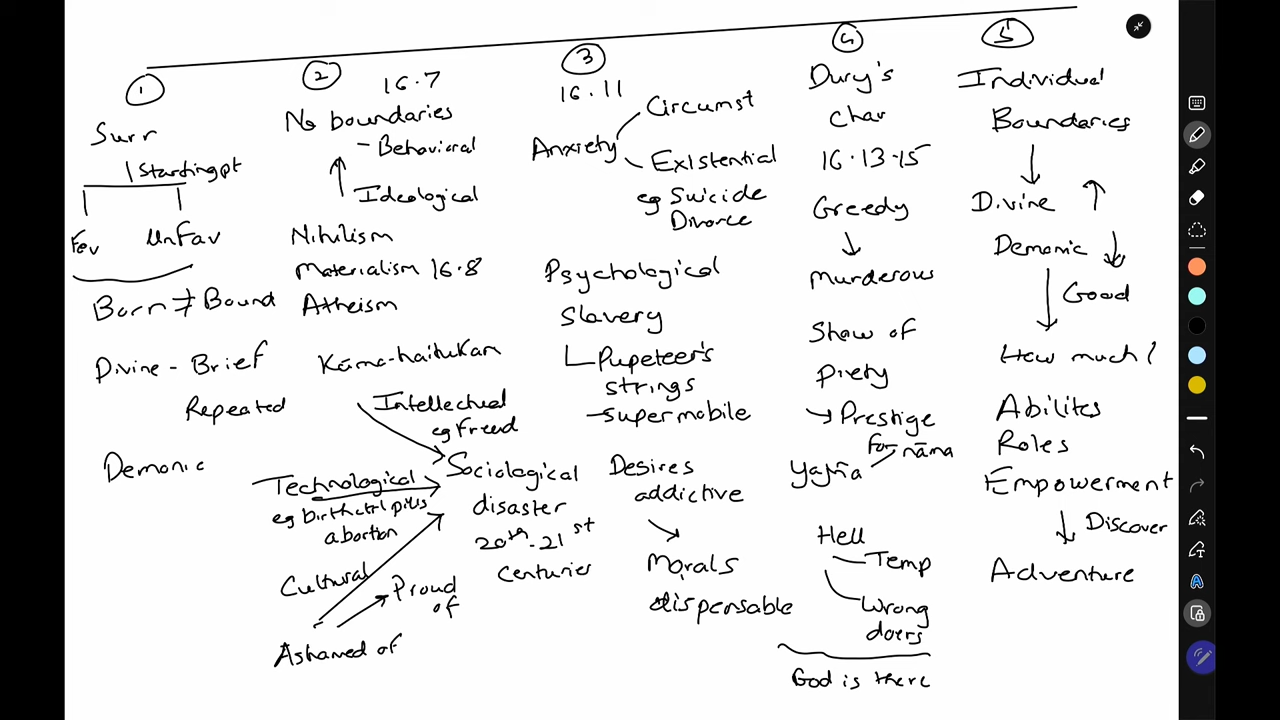 1
Surr
Starting pt
Fav UnFav
Born ≠ Bound
Divine - Brief
Repeated
Demonic
2
16.7
No boundaries
- Behavioral
Ideological
Nihilism
Materialism 16.8
Atheism
Kāma-haitukam
Intellectual
eg Freud
Technological
eg birth ctrl pills
abortion
Cultural
Proud
of
Ashamed of
Sociological
disaster
20th-21st
Centuries
3
16.11
Circumst
Anxiety
Existential
eg Suicide
Divorce
Psychological
Slavery
Pupeteer's
strings
supermobile
Desires
addictive
Morals
dispensable
4
Dury's
char
16.13-15
Greedy
Murderous
Show of
piety
Prestige
for nāma
Yajña
Hell
Temp
Wrong
doers
God is there
5
Individual
Boundaries
Divine ↑
Demonic ↓
Good
How much?
Abilites
Roles
Empowerment
Discover
Adventure